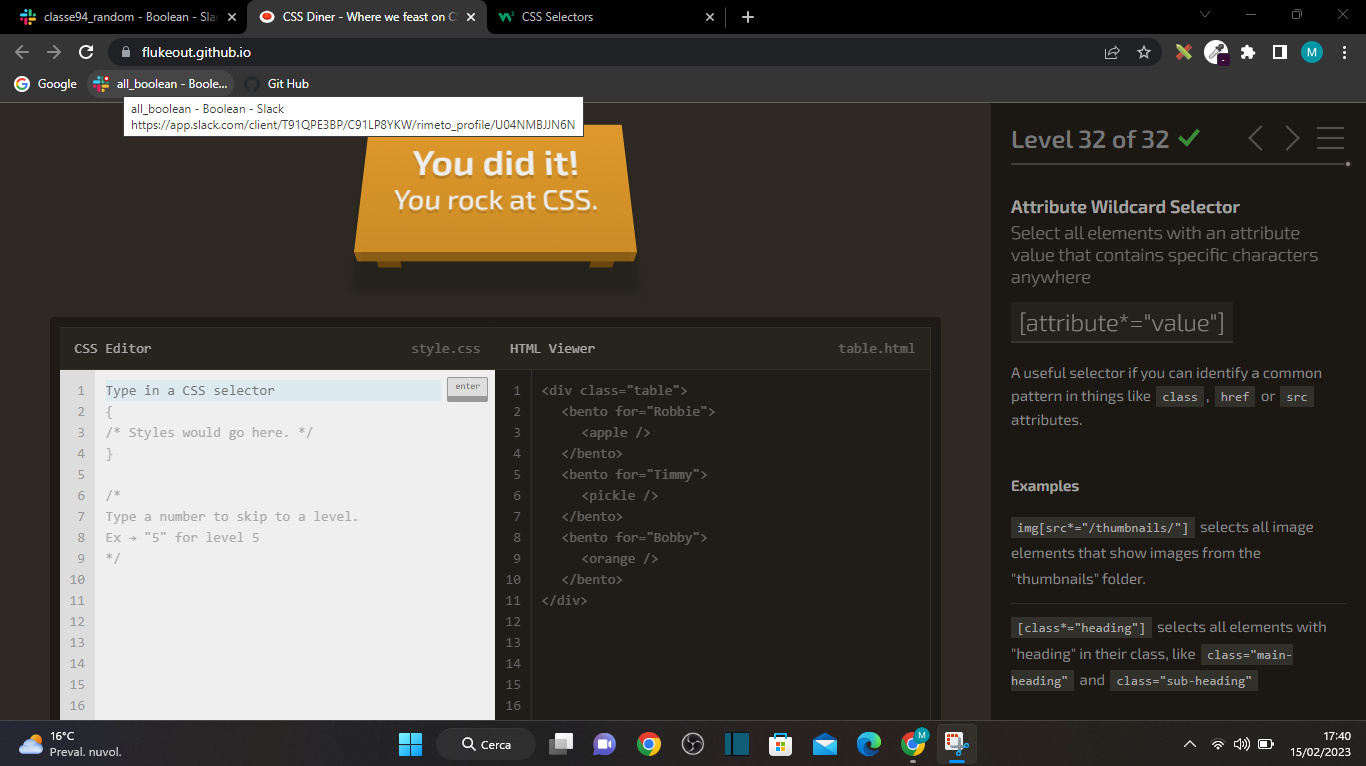 classe94_random - Boolean - Sla
CSS Diner - Where we feast on C
CSS Selectors
flukeout.github.io
M
Google
all_boolean - Boole...
Git Hub
all_boolean - Boolean - Slack
https://app.slack.com/client/T91QPE3BP/C91LP8YKW/rimeto_profile/U04NMBJJN6N
You did it!
You rock at CSS.
CSS Editor
style.css
1 Type in a CSS selector
enter
2 {
3 /* Styles would go here. */
4 }
5
6 /*
7 Type a number to skip to a level.
8 Ex → "5" for level 5
9 */
10
11
12
13
14
15
16
HTML Viewer
table.html
1 <div class="table">
2 <bento for="Robbie">
3 <apple />
4 </bento>
5 <bento for="Timmy">
6 <pickle />
7 </bento>
8 <bento for="Bobby">
9 <orange />
10 </bento>
11 </div>
12
13
14
15
16
Level 32 of 32
Attribute Wildcard Selector
Select all elements with an attribute
value that contains specific characters
anywhere
[attribute*="value"]
A useful selector if you can identify a common
pattern in things like class , href or src
attributes.
Examples
img[src*="/thumbnails/"] selects all image
elements that show images from the
"thumbnails" folder.
[class*="heading"] selects all elements with
"heading" in their class, like class="main-
heading" and class="sub-heading"
16°C
Preval. nuvol.
Cerca
M
17:40
15/02/2023